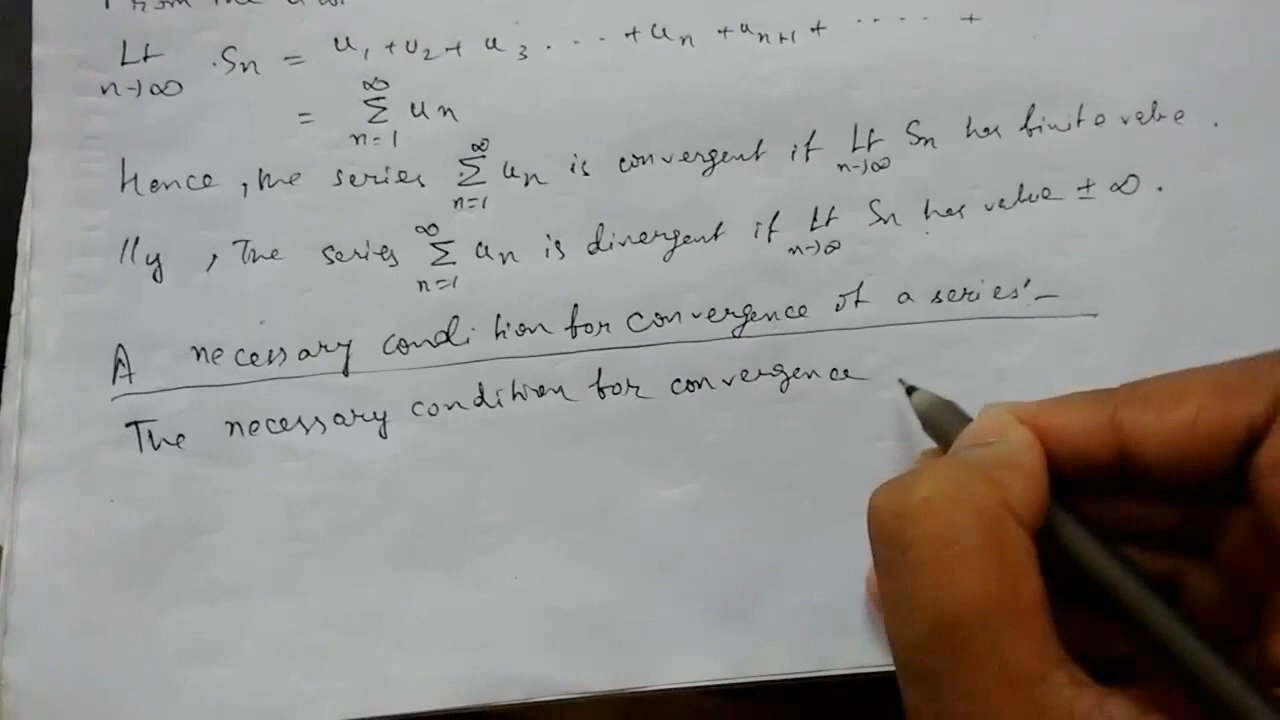 From the
Lt n→∞ .Sn = u₁ + u₂ + u₃ ... + uₙ + uₙ₊₁ + ..... +
= ∞ Σ n=1 un
Hence, the series ∞ Σ n=1 un is convergent if Lt n→∞ Sn has finite value.
lly, The series ∞ Σ n=1 un is divergent if Lt n→∞ Sn has value ± ∞.
A necessary condition for convergence of a series:-
The necessary condition for convergence